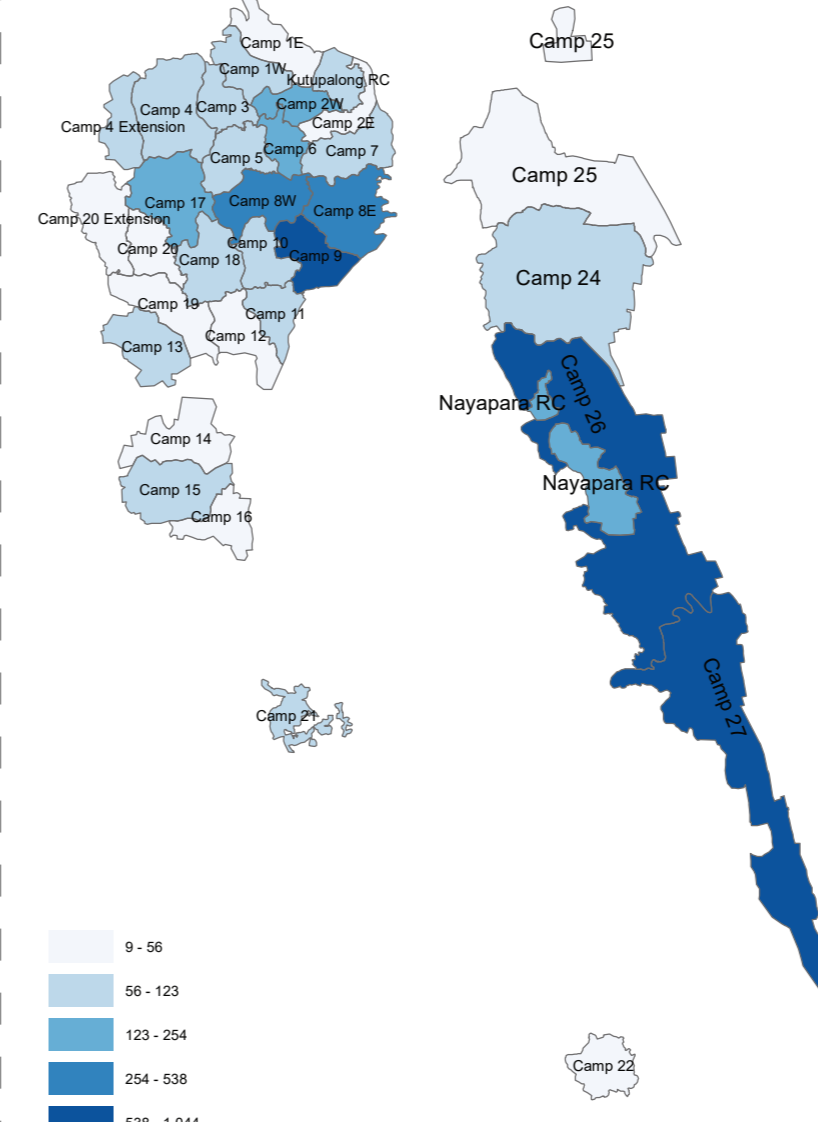 Camp 1E
Camp 25
Camp 1W
Kutupalong RC
Camp 2W
Camp 3
Camp 4
Camp 2E
Camp 4 Extension
Camp 6
Camp 7
Camp 5
Camp 25
Camp 8W
Camp 17
Camp 8E
Camp 20 Extension
Camp 10
Camp 20
Camp 9
Camp 18
Camp 24
Camp 19
Camp 11
Camp 12
Camp 13
Camp 26
Nayapara RC
Camp 14
Nayapara RC
Camp 15
Camp 16
Camp 27
Camp 21
9 - 56
56 - 123
123 - 254
254 - 538
Camp 22
538 - 1,044